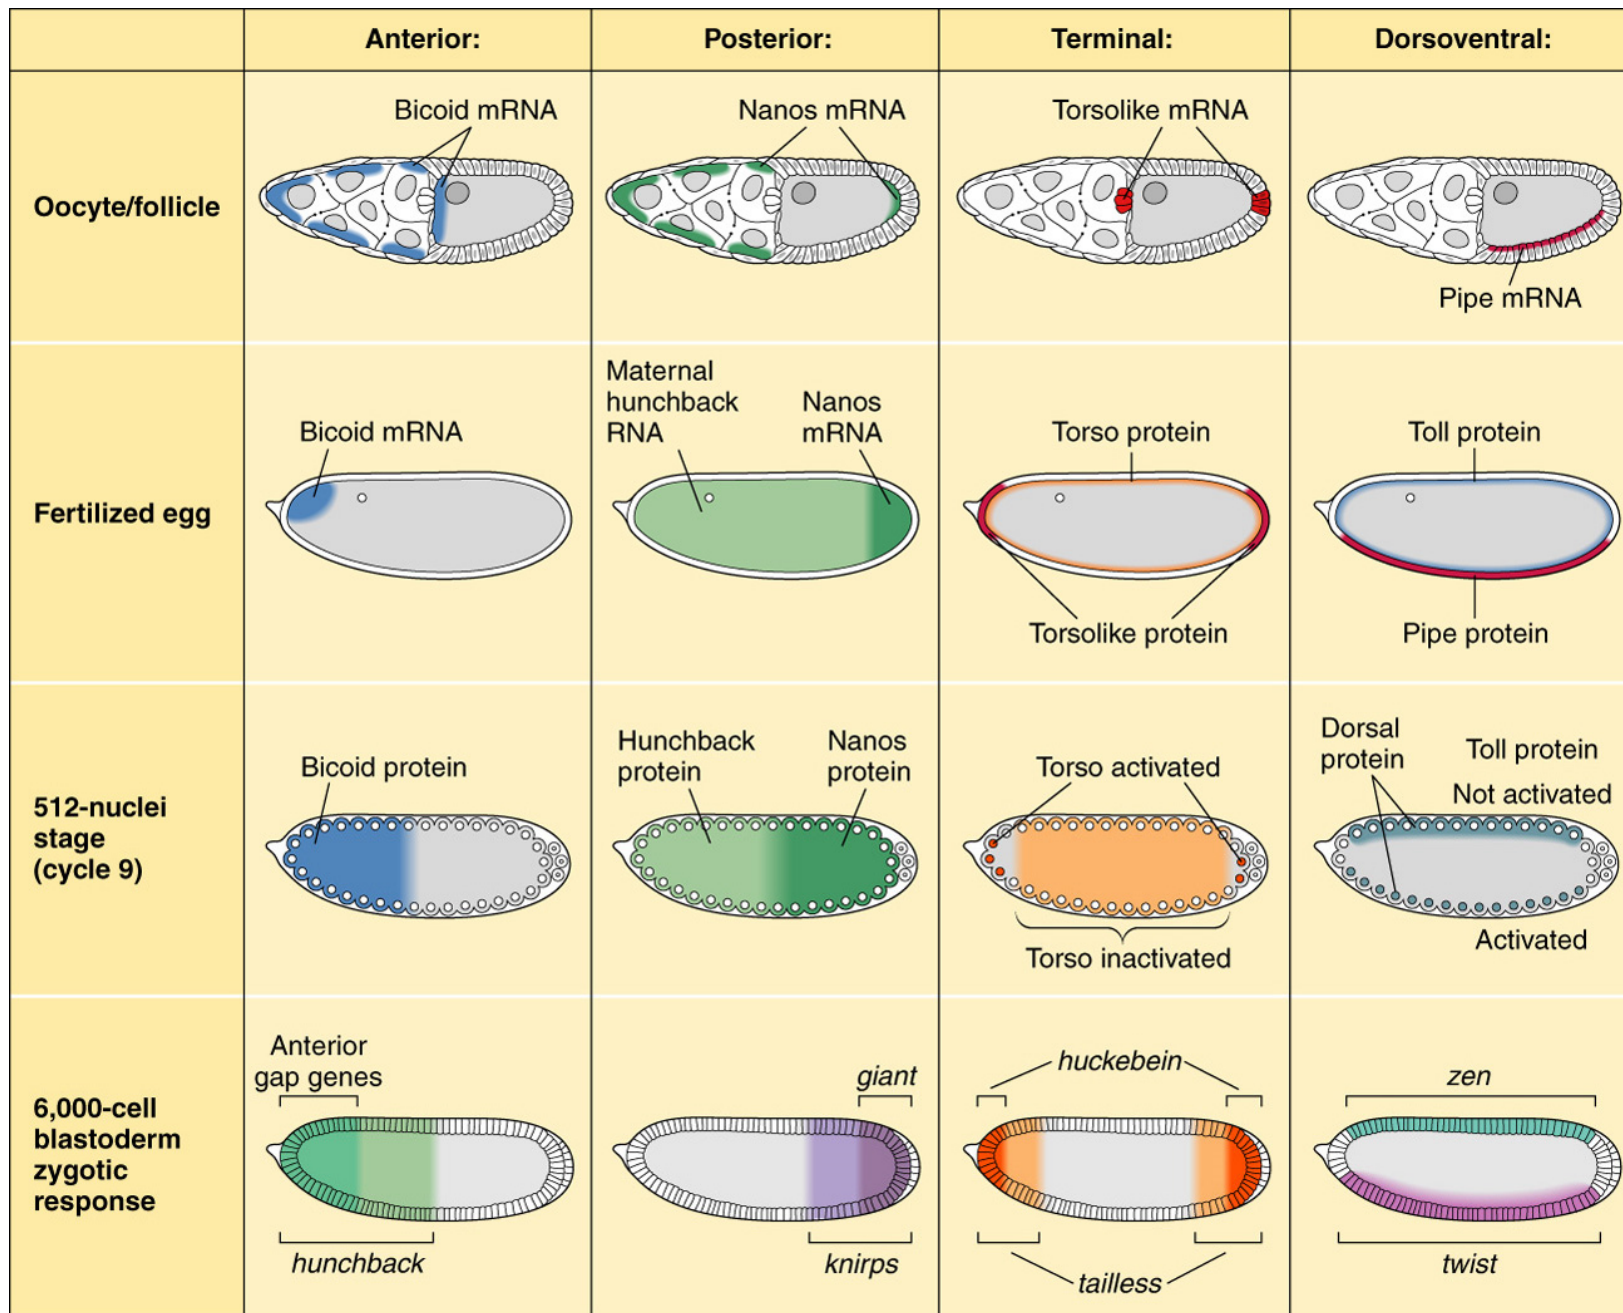 Anterior:
Posterior:
Terminal:
Dorsoventral:
Oocyte/follicle
Bicoid mRNA
Nanos mRNA
Torsolike mRNA
Pipe mRNA
Fertilized egg
Bicoid mRNA
Maternal
hunchback
RNA
Nanos
mRNA
Torso protein
Torsolike protein
Toll protein
Pipe protein
512-nuclei
stage
(cycle 9)
Bicoid protein
Hunchback
protein
Nanos
protein
Torso activated
Torso inactivated
Dorsal
protein
Toll protein
Not activated
Activated
6,000-cell
blastoderm
zygotic
response
Anterior
gap genes
hunchback
giant
knirps
huckebein
tailless
zen
twist